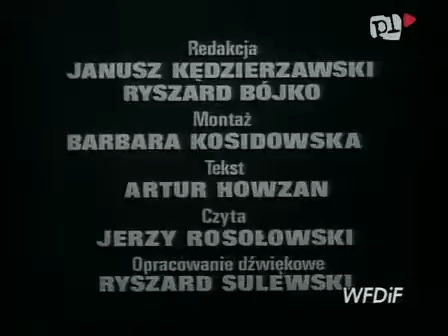 Redakcja
JANUSZ KĘDZIERZAWSKI
RYSZARD BÓJKO
Montaż
BARBARA KOSIDOWSKA
Tekst
ARTUR HOWZAN
Czyta
JERZY ROSOŁOWSKI
Opracowanie dźwiękowe
RYSZARD SULEWSKI
WFDiF